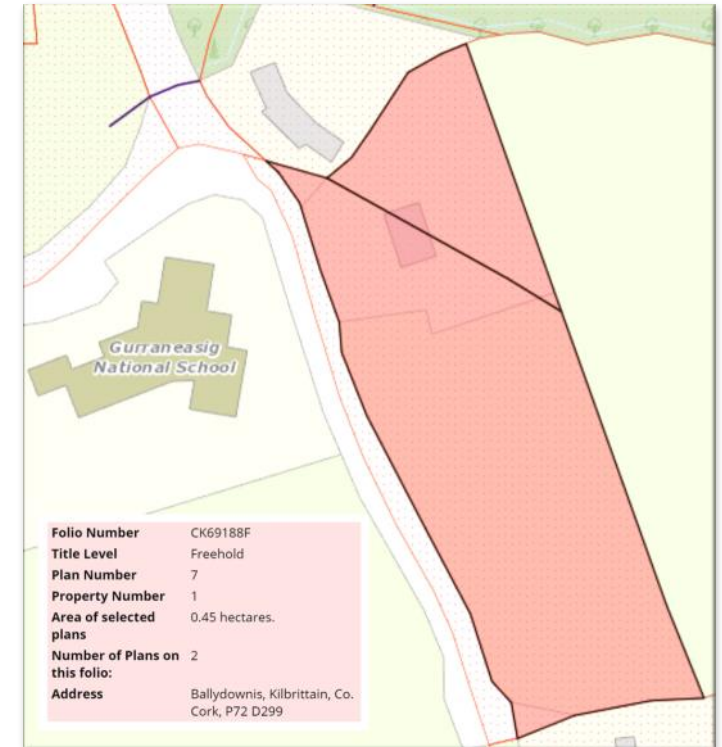 Gurraneasig
National School
Folio Number CK69188F
Title Level Freehold
Plan Number 7
Property Number 1
Area of selected 0.45 hectares.
plans
Number of Plans on 2
this folio:
Address Ballydownis, Kilbrittain, Co.
Cork, P72 D299